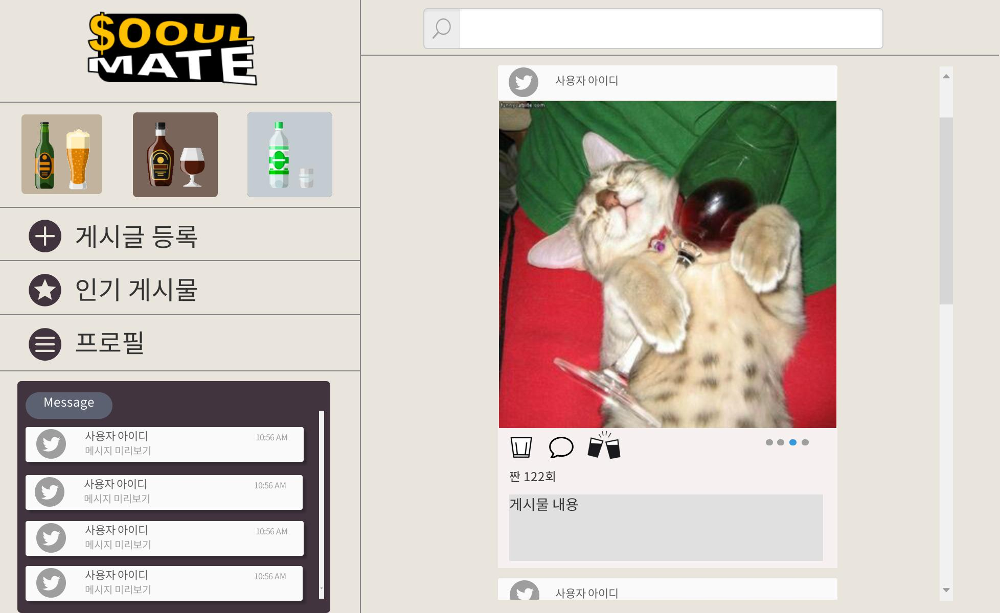 $OOUL
MATE
게시글 등록
인기 게시물
프로필
Message
사용자 아이디
10:56 AM
메시지 미리보기
사용자 아이디
10:56 AM
메시지 미리보기
사용자 아이디
10:56 AM
메시지 미리보기
사용자 아이디
10:56 AM
메시지 미리보기
사용자 아이디
짠 122회
게시물 내용
사용자 아이디